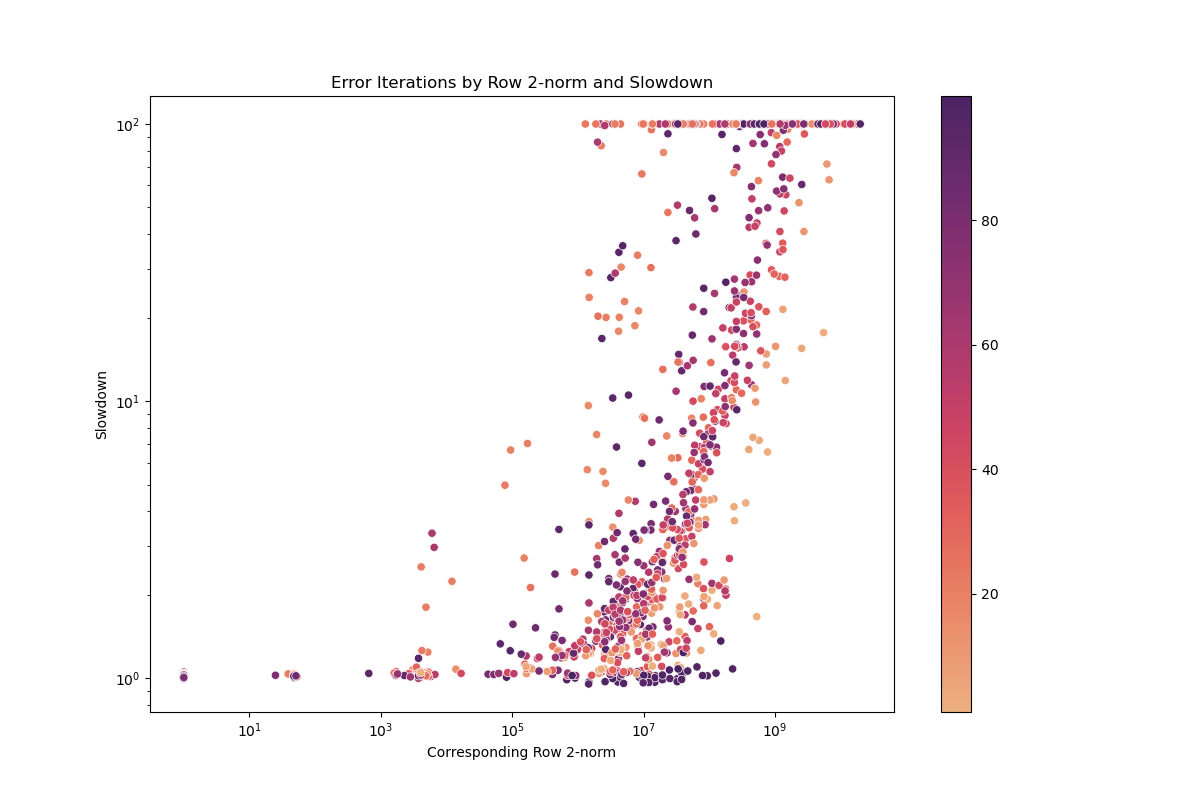 Error Iterations by Row 2-norm and Slowdown
Slowdown
10²
10¹
10⁰
10¹ 10³ 10⁵ 10⁷ 10⁹
Corresponding Row 2-norm
80
60
40
20